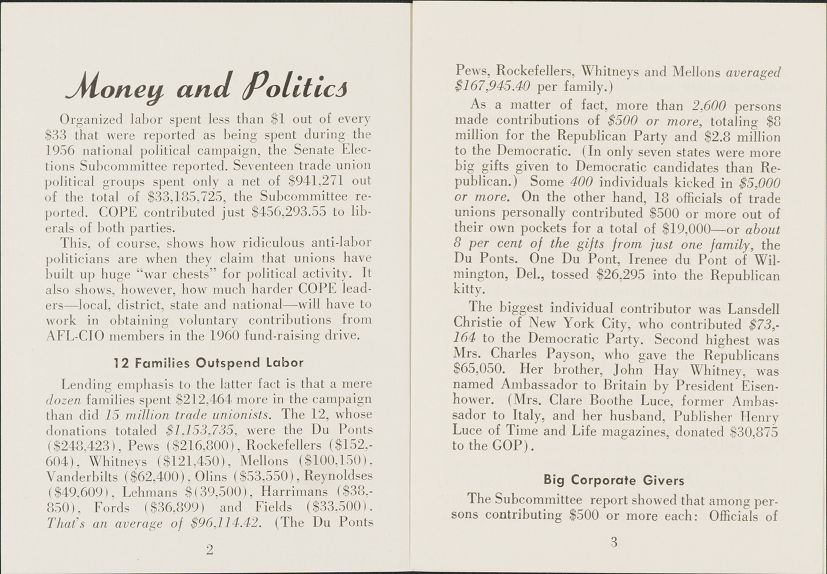 Money and Politics
Organized labor spent less than $1 out of every
$33 that were reported as being spent during the
1956 national political campaign, the Senate Elec-
tions Subcommittee reported. Seventeen trade union
political groups spent only a net of $941,271 out
of the total of $33,185,725, the Subcommittee re-
ported. COPE contributed just $456,293.55 to lib-
erals of both parties.
This, of course, shows how ridiculous anti-labor
politicians are when they claim that unions have
built up huge “war chests” for political activity. It
also shows, however, how much harder COPE lead-
ers—local, district, state and national—will have to
work in obtaining voluntary contributions from
AFL-CIO members in the 1960 fund-raising drive.
12 Families Outspend Labor
Lending emphasis to the latter fact is that a mere
dozen families spent $212,464 more in the campaign
than did 15 million trade unionists. The 12, whose
donations totaled $1,153,735, were the Du Ponts
($248,423), Pews ($216,800), Rockefellers ($152,-
604), Whitneys ($121,450), Mellons ($100,150),
Vanderbilts ($62,400), Olins ($53,550), Reynoldses
($49,609), Lehmans $(39,500), Harrimans ($38,-
850), Fords ($36,899) and Fields ($33,500).
That's an average of $96,114.42. (The Du Ponts
2
Pews, Rockefellers, Whitneys and Mellons averaged
$167,945.40 per family.)
As a matter of fact, more than 2,600 persons
made contributions of $500 or more, totaling $8
million for the Republican Party and $2.8 million
to the Democratic. (In only seven states were more
big gifts given to Democratic candidates than Re-
publican.) Some 400 individuals kicked in $5,000
or more. On the other hand, 18 officials of trade
unions personally contributed $500 or more out of
their own pockets for a total of $19,000—or about
8 per cent of the gifts from just one family, the
Du Ponts. One Du Pont, Irenee du Pont of Wil-
mington, Del., tossed $26,295 into the Republican
kitty.
The biggest individual contributor was Lansdell
Christie of New York City, who contributed $73,-
164 to the Democratic Party. Second highest was
Mrs. Charles Payson, who gave the Republicans
$65,050. Her brother, John Hay Whitney, was
named Ambassador to Britain by President Eisen-
hower. (Mrs. Clare Boothe Luce, former Ambas-
sador to Italy, and her husband, Publisher Henry
Luce of Time and Life magazines, donated $30,875
to the GOP).
Big Corporate Givers
The Subcommittee report showed that among per-
sons contributing $500 or more each: Officials of
3